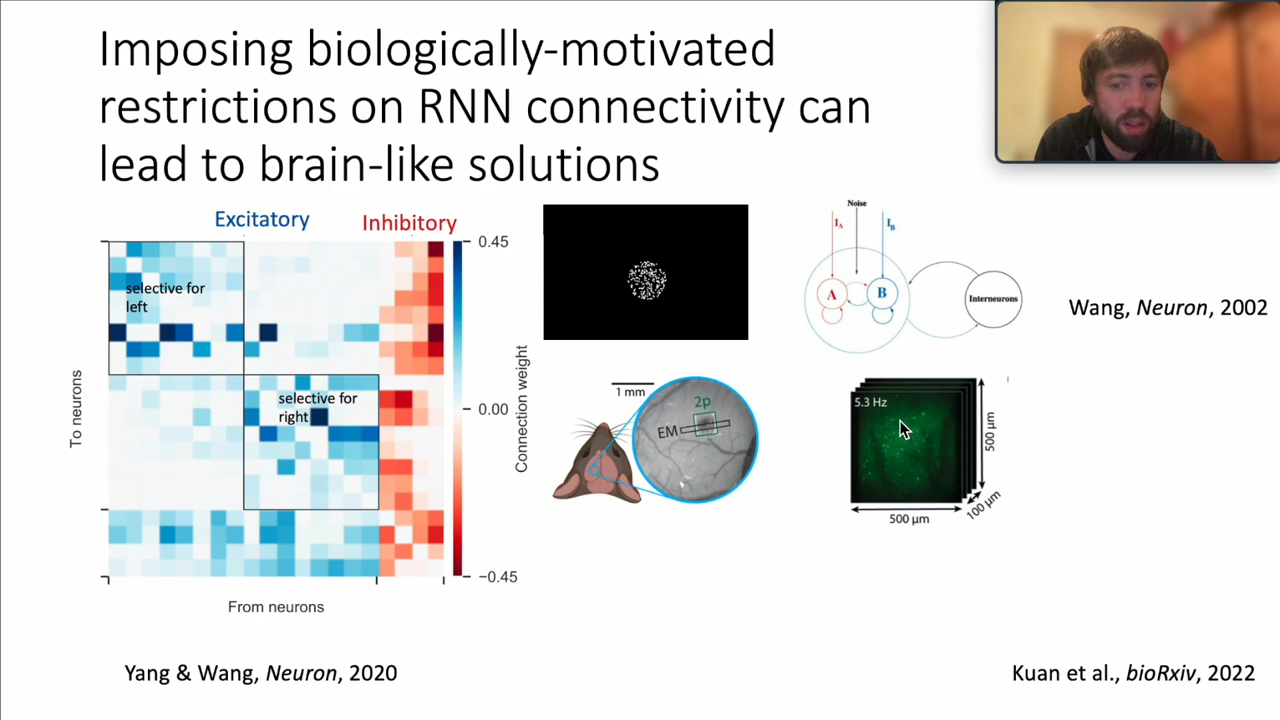 Imposing biologically-motivated
restrictions on RNN connectivity can
lead to brain-like solutions
Excitatory
Inhibitory
selective for
left
selective for
right
To neurons
From neurons
0.45
0.00
−0.45
Connection weight
Noise
I_A
I_B
A
B
Interneurons
Wang, Neuron, 2002
1 mm
2p
EM
5.3 Hz
500 µm
100 µm
500 µm
Yang & Wang, Neuron, 2020
Kuan et al., bioRxiv, 2022